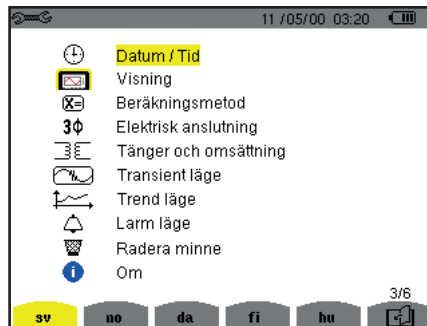 11/05/00 03:20
Datum / Tid
Visning
X= Beräkningsmetod
3Φ Elektrisk anslutning
Tänger och omsättning
Transient läge
Trend läge
Larm läge
Radera minne
i Om
3/6
sv no da fi hu